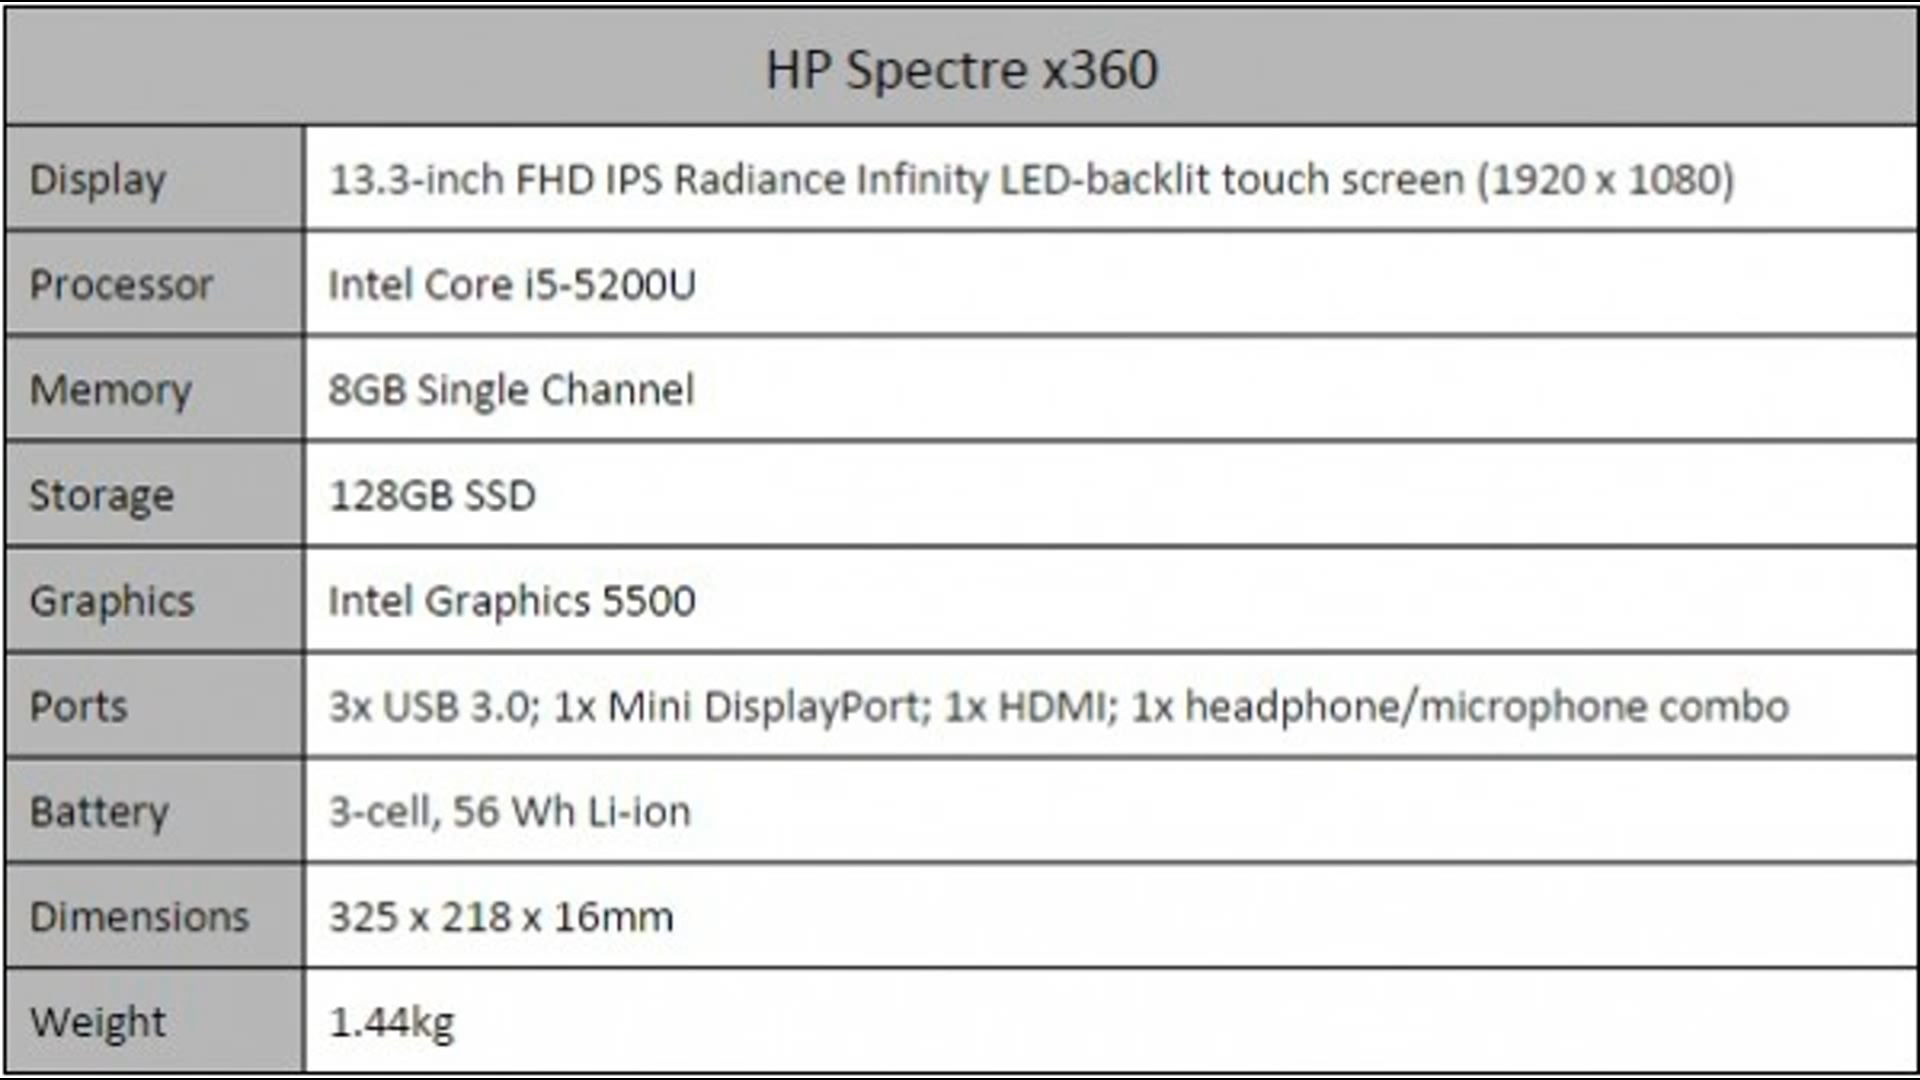 HP Spectre x360
Display 13.3-inch FHD IPS Radiance Infinity LED-backlit touch screen (1920 x 1080)
Processor Intel Core i5-5200U
Memory 8GB Single Channel
Storage 128GB SSD
Graphics Intel Graphics 5500
Ports 3x USB 3.0; 1x Mini DisplayPort; 1x HDMI; 1x headphone/microphone combo
Battery 3-cell, 56 Wh Li-ion
Dimensions 325 x 218 x 16mm
Weight 1.44kg